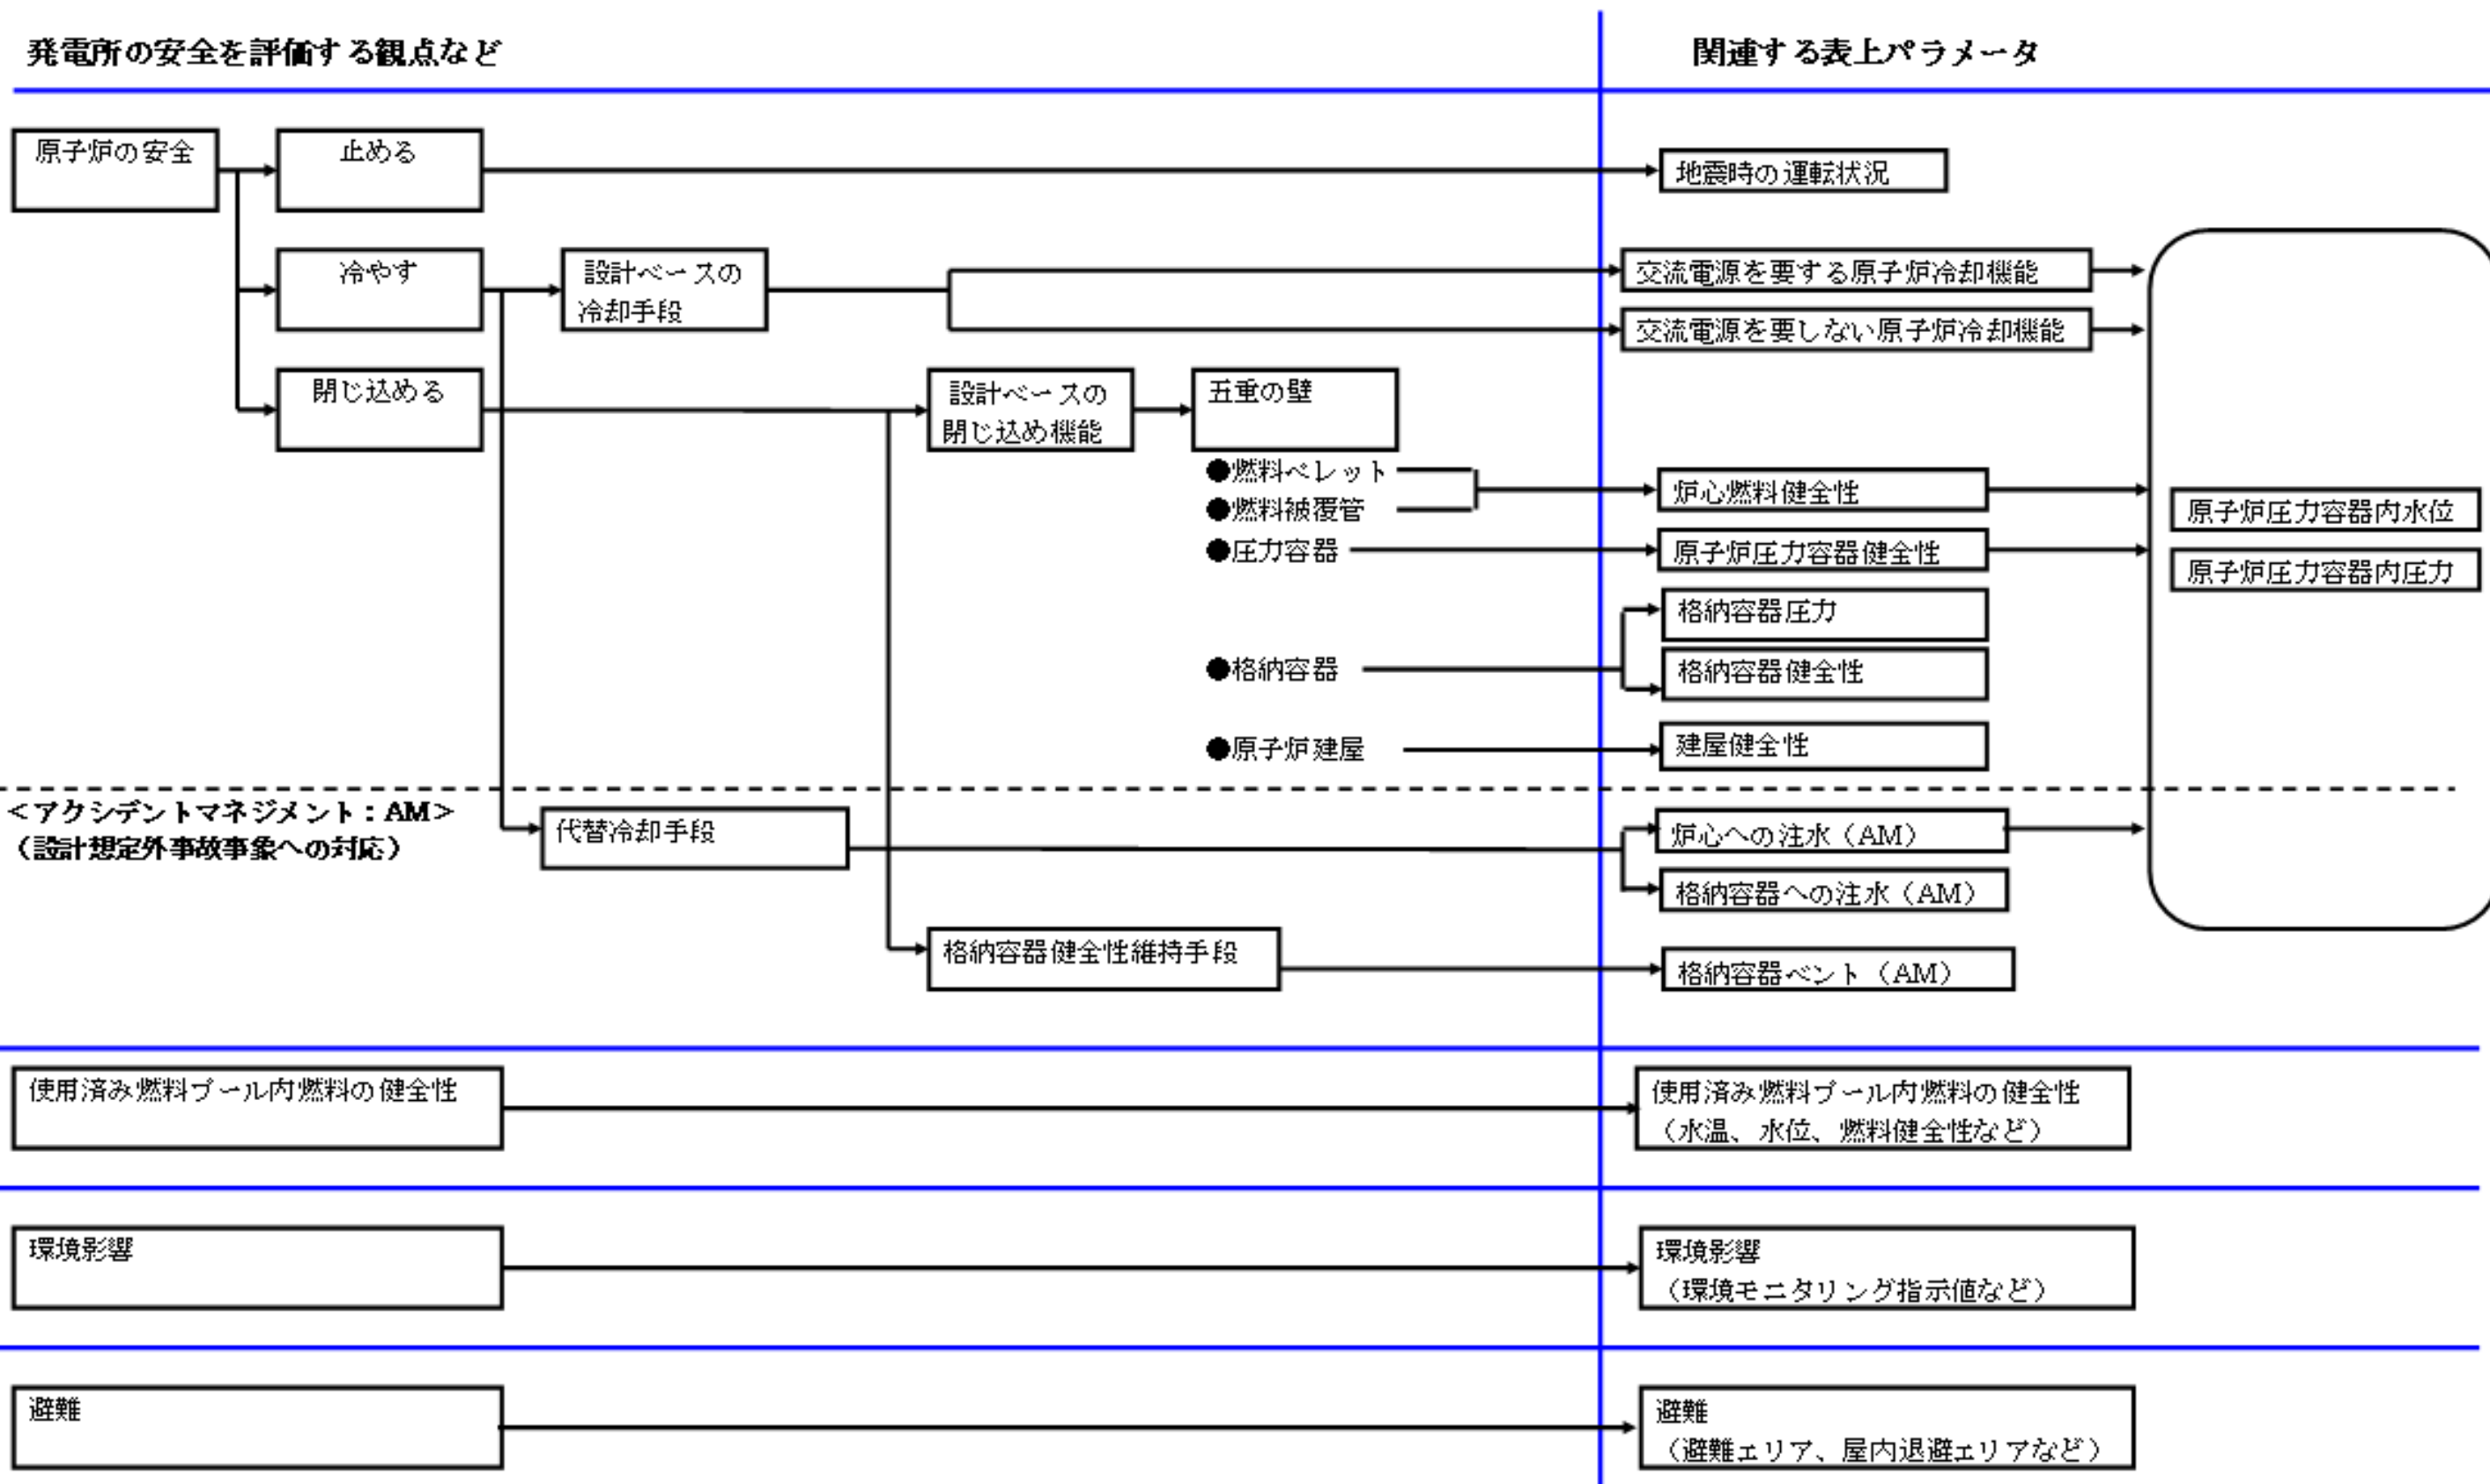 発電所の安全を評価する観点など
関連する表上パラメータ
原子炉の安全
止める
地震時の運転状況
冷やす
設計ベースの
冷却手段
交流電源を要する原子炉冷却機能
交流電源を要しない原子炉冷却機能
閉じ込める
設計ベースの
閉じ込め機能
五重の壁
●燃料ペレット
●燃料被覆管
炉心燃料健全性
原子炉圧力容器内水位
●圧力容器
原子炉圧力容器健全性
原子炉圧力容器内圧力
格納容器圧力
●格納容器
格納容器健全性
●原子炉建屋
建屋健全性
<アクシデントマネジメント:AM>
(設計想定外事故事象への対応)
代替冷却手段
炉心への注水(AM)
格納容器への注水(AM)
格納容器健全性維持手段
格納容器ベント(AM)
使用済み燃料プール内燃料の健全性
使用済み燃料プール内燃料の健全性
(水温、水位、燃料健全性など)
環境影響
環境影響
(環境モニタリング指示値など)
避難
避難
(避難エリア、屋内退避エリアなど)